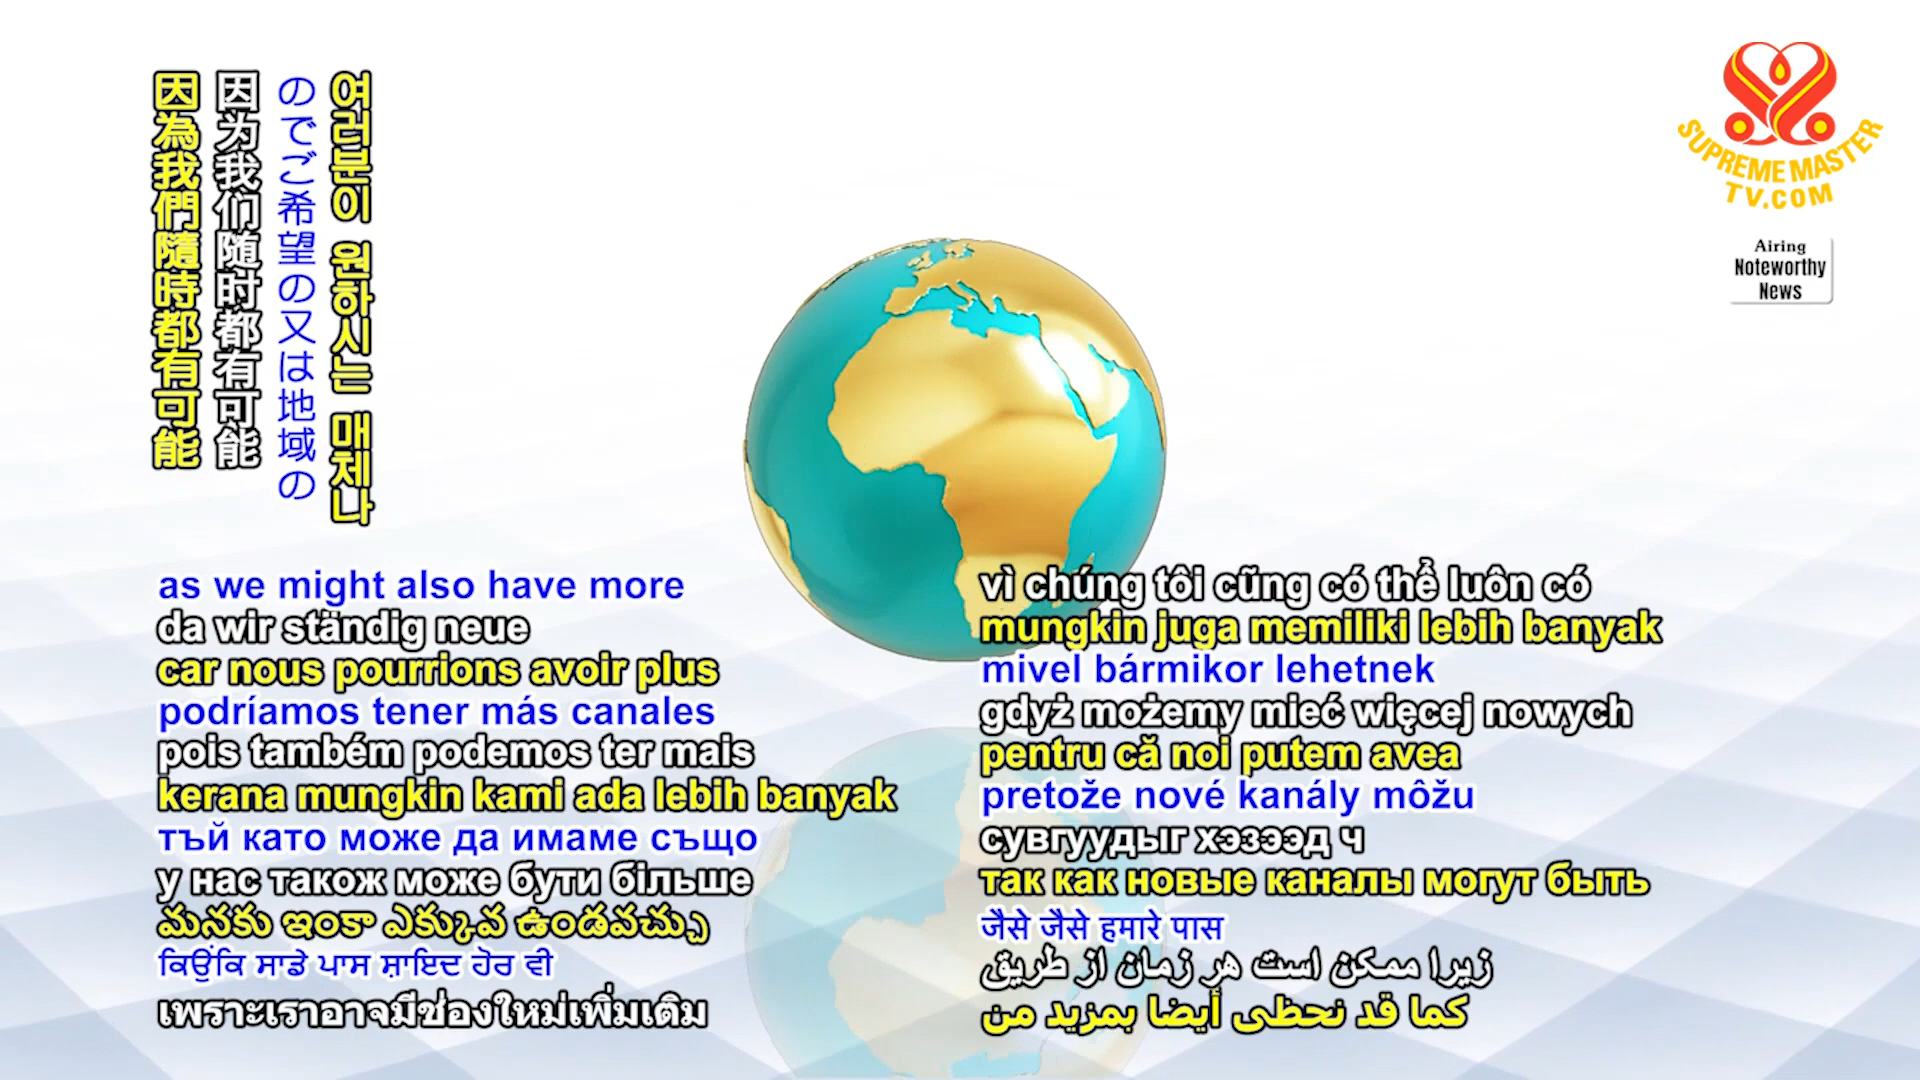 因為我們隨時都有可能
因为我们随时都有可能
のでご希望の又は地域の
여러분이 원하시는 매체나
SUPREME MASTER
TV.COM
Airing
Noteworthy
News
as we might also have more
da wir ständig neue
car nous pourrions avoir plus
podríamos tener más canales
pois também podemos ter mais
kerana mungkin kami ada lebih banyak
тъй като може да имаме също
у нас також може бути більше
మనకు ఇంకా ఎక్కువ ఉండవచ్చు
ਕਿਉਂਕਿ ਸਾਡੇ ਪਾਸ ਸ਼ਾਇਦ ਹੋਰ ਵੀ
เพราะเราอาจมีช่องใหม่เพิ่มเติม
vì chúng tôi cũng có thể luôn có
mungkin juga memiliki lebih banyak
mivel bármikor lehetnek
gdyż możemy mieć więcej nowych
pentru că noi putem avea
pretože nové kanály môžu
сувгуудыг хэзээд ч
так как новые каналы могут быть
जैसे जैसे हमारे पास
زیرا ممکن است هر زمان از طریق
كما قد نحظى أيضا بمزيد من